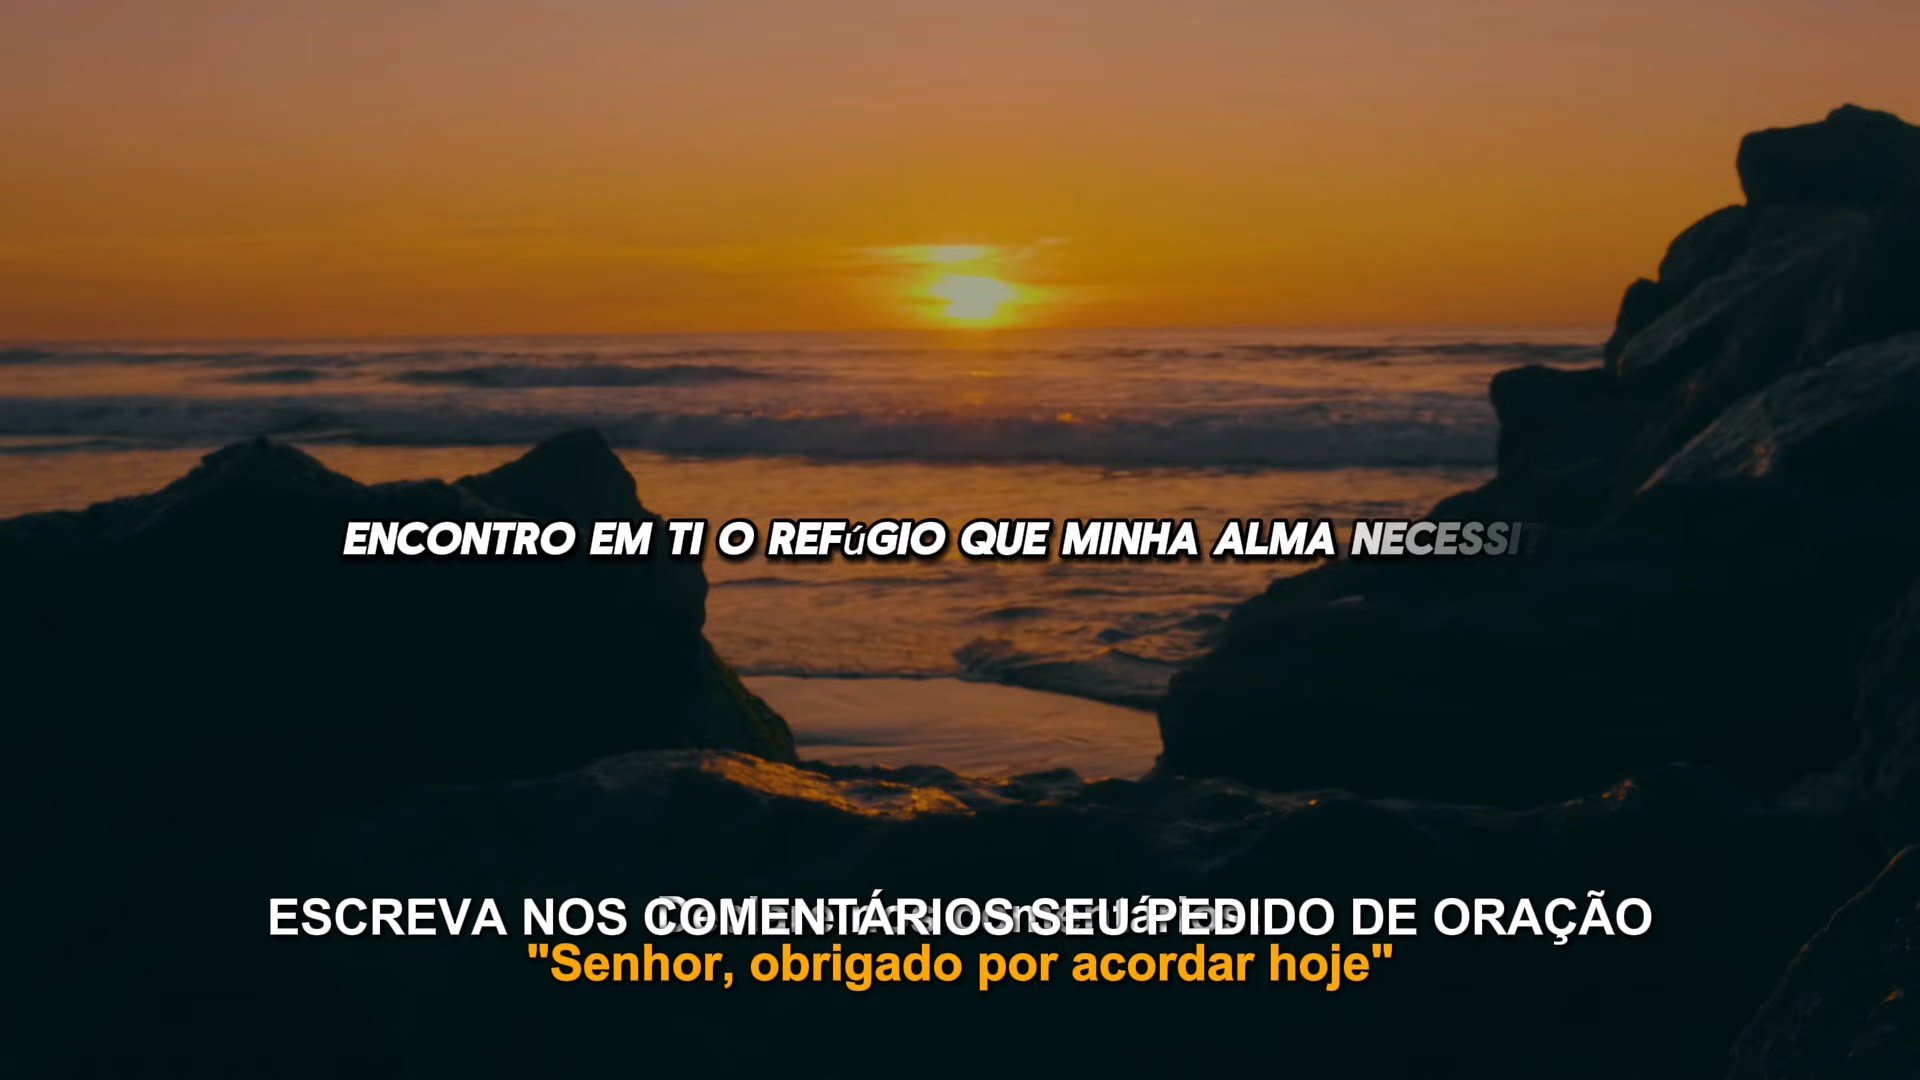 ENCONTRO EM TI O REFúGIO QUE MINHA ALMA NECESSIT
ESCREVA NOS COMENTÁRIOS SEU PEDIDO DE ORAÇÃO
"Senhor, obrigado por acordar hoje"